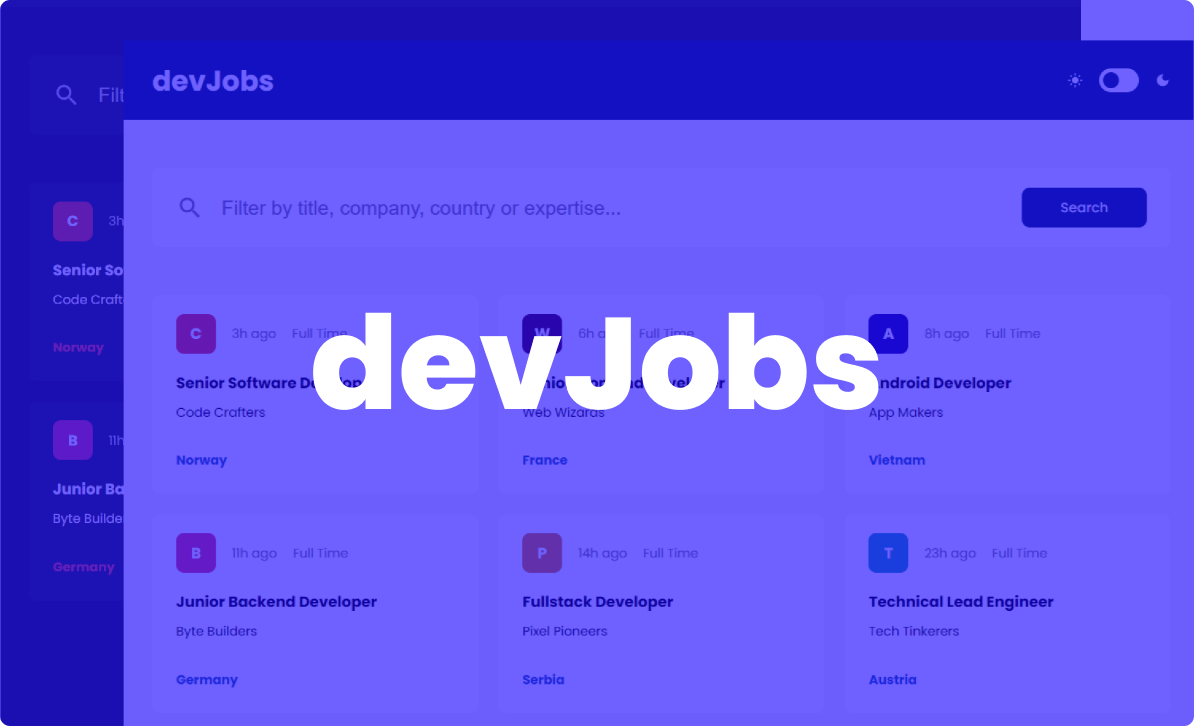 devJobs
Filt
Filter by title, company, country or expertise...
Search
C
3h
Senior So
Code Craft
Norway
B
11h
Junior Ba
Byte Builde
Germany
devJobs
C
3h ago
Full Time
Senior Software Develop
Code Crafters
Norway
W
6h ago
Full Time
Web Wizards
France
A
8h ago
Full Time
Android Developer
App Makers
Vietnam
B
11h ago
Full Time
Junior Backend Developer
Byte Builders
Germany
P
14h ago
Full Time
Fullstack Developer
Pixel Pioneers
Serbia
T
23h ago
Full Time
Technical Lead Engineer
Tech Tinkerers
Austria